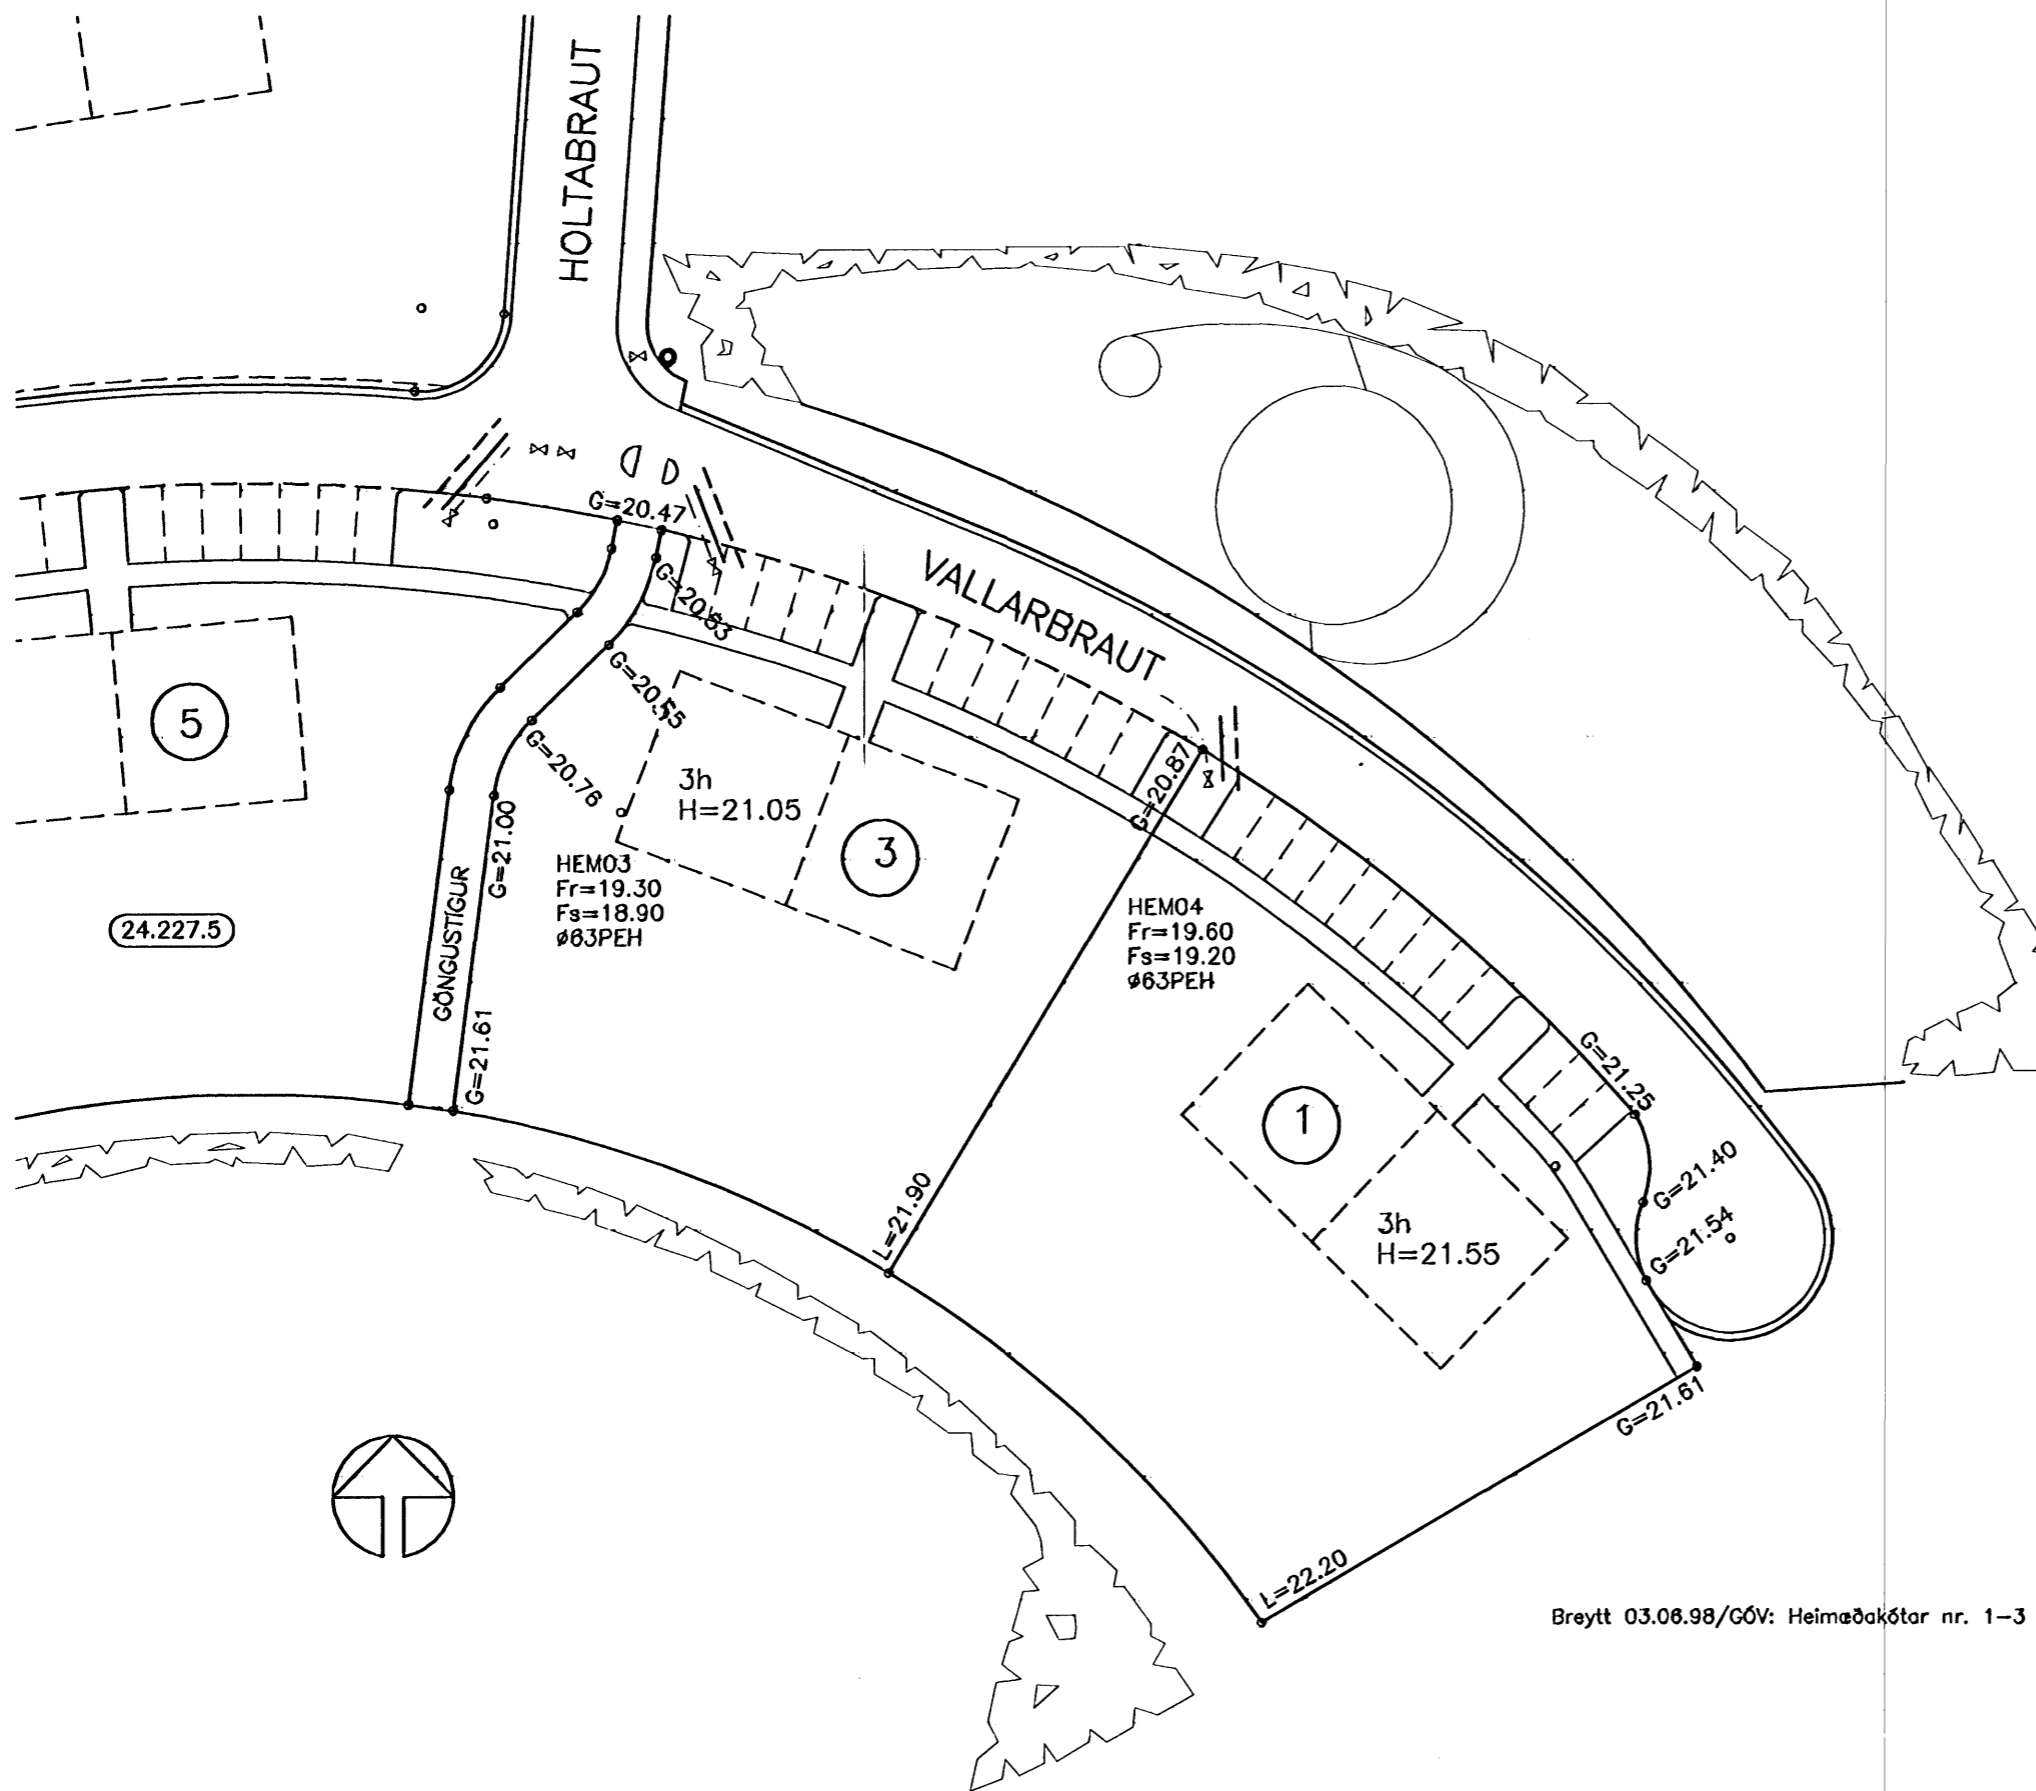 HOLTABRAUT
G=20.47
VALLARBRAUT
G=20.53
G=20.55
G=20.76
G=20.87
5
3h
H=21.05
3
G=21.00
HEM03
Fr=19.30
Fs=18.90
ø63PEH
GÖNGUSTÍGUR
24.227.5
HEM04
Fr=19.60
Fs=19.20
ø63PEH
G=21.61
G=21.25
1
G=21.40
L=21.90
3h
H=21.55
G=21.54
G=21.61
L=22.20
Breytt 03.06.98/GÓV: Heimæðakótar nr. 1-3